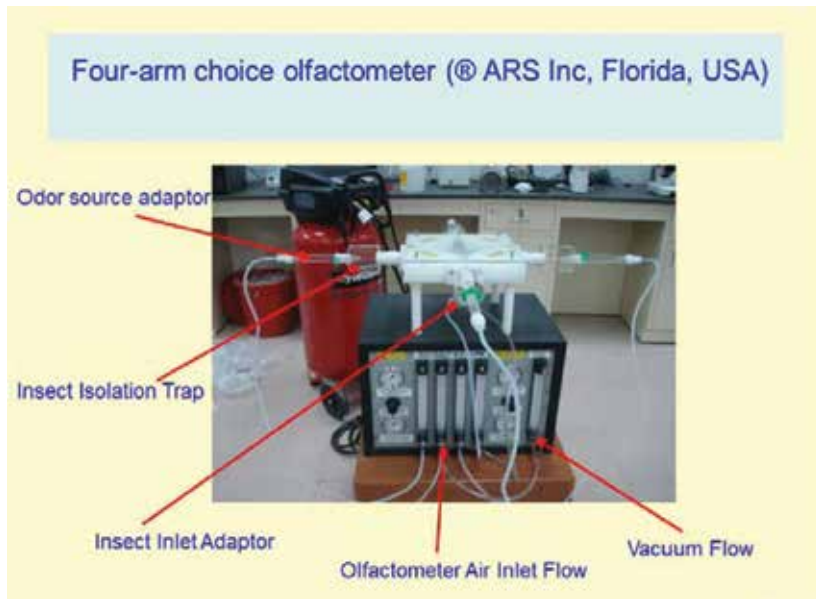 Four-arm choice olfactometer (® ARS Inc, Florida, USA)
Odor source adaptor
Insect Isolation Trap
Insect Inlet Adaptor
Olfactometer Air Inlet Flow
Vacuum Flow